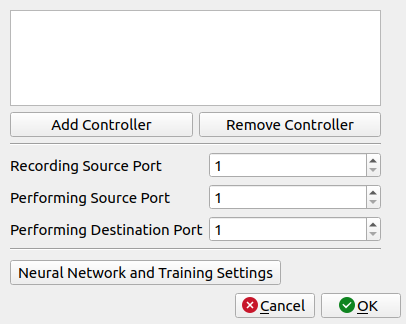 Add Controller Remove Controller
Recording Source Port 1
Performing Source Port 1
Performing Destination Port 1
Neural Network and Training Settings
Cancel OK